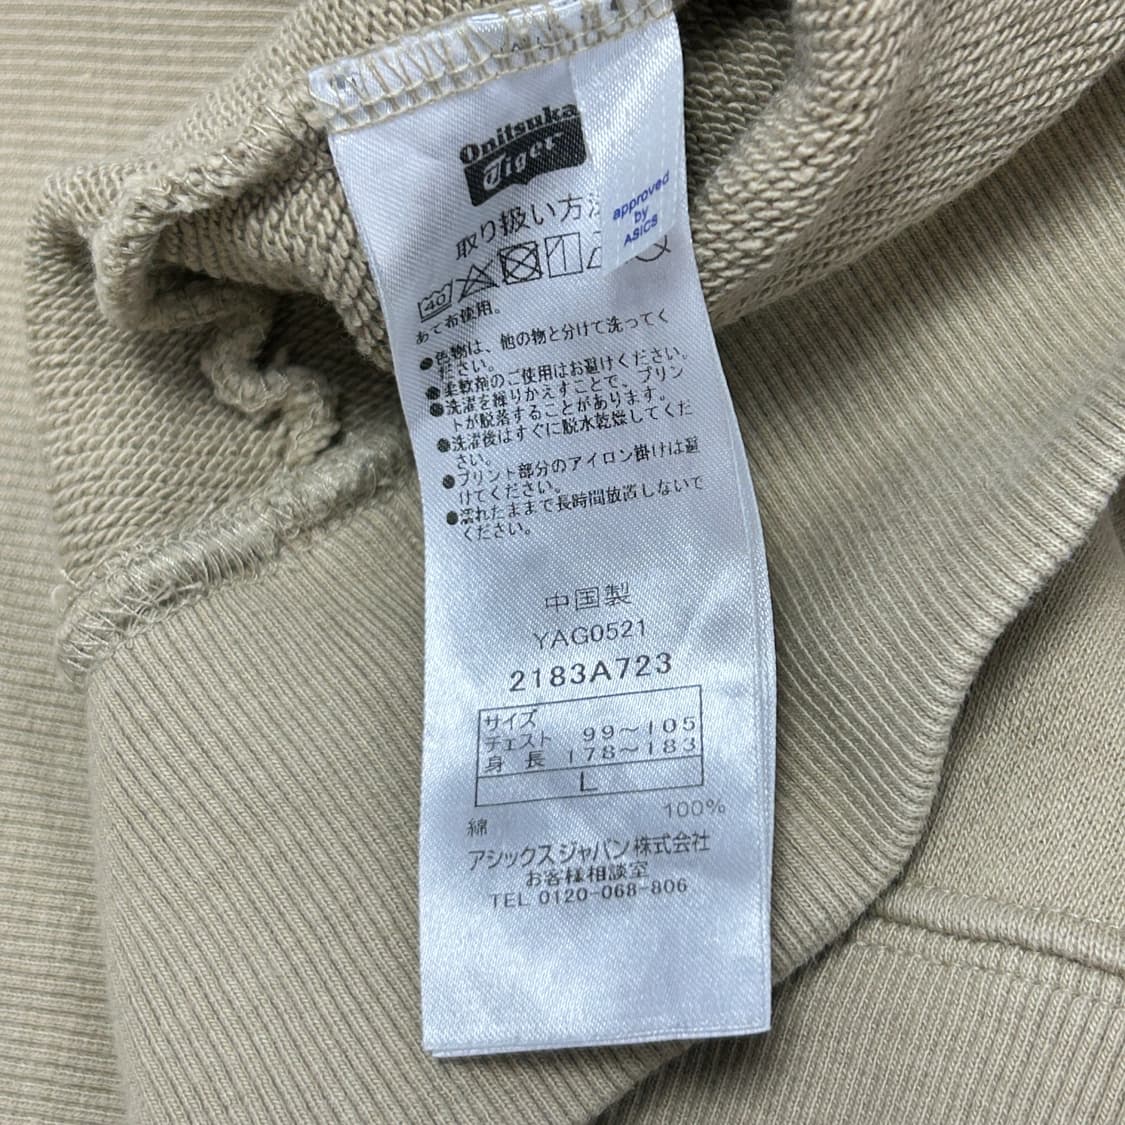 Onitsuka
Tiger
approved
by
ASICS
取り扱い方
40
あて布使用。
●色物は、他の物と分けて洗ってく
ださい。
●柔軟剤のご使用はお避けください。
●洗濯を繰りかえすことで、プリン
トが脱落することがあります。
●洗濯後はすぐに脱水乾燥してくだ
さい。
●プリント部分のアイロン掛けは避
けてください。
●濡れたままで長時間放置しないで
ください。
中国製
YAG0521
2183A723
サイズ
チェスト 99〜105
身長 178〜183
L
綿 100%
アシックスジャパン株式会社
お客様相談室
TEL 0120-068-806